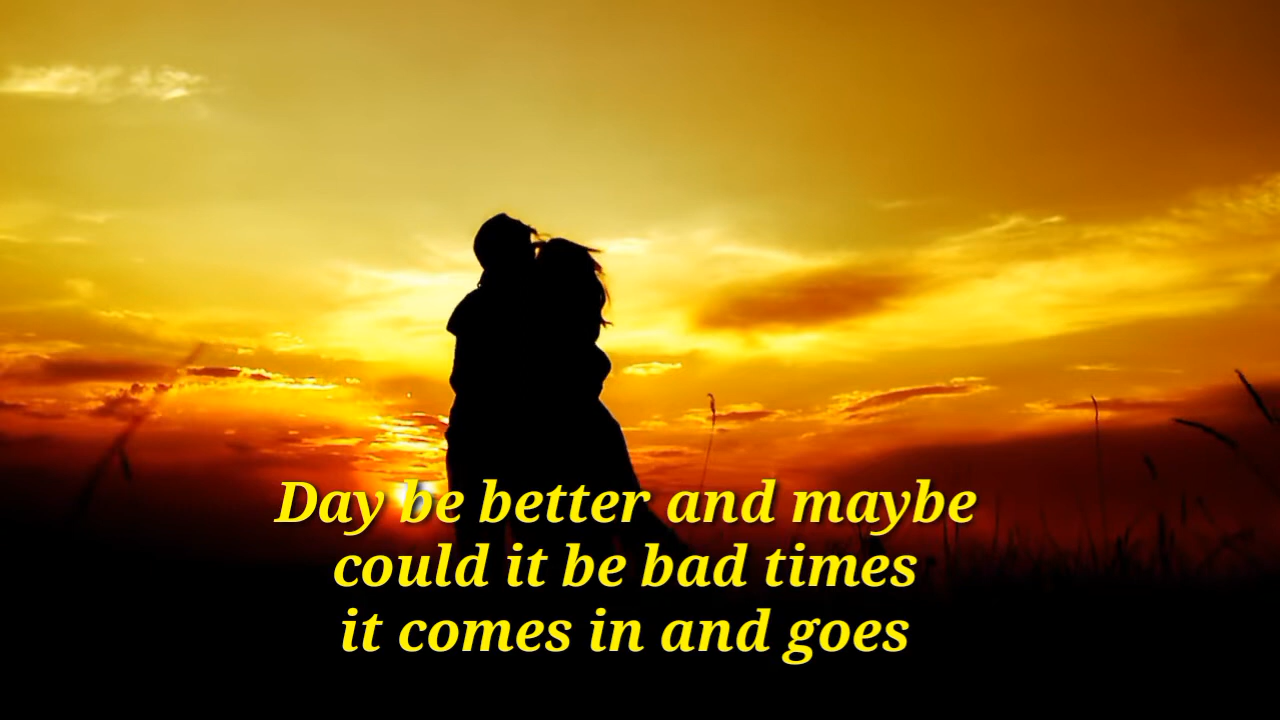 Day be better and maybe
could it be bad times
it comes in and goes